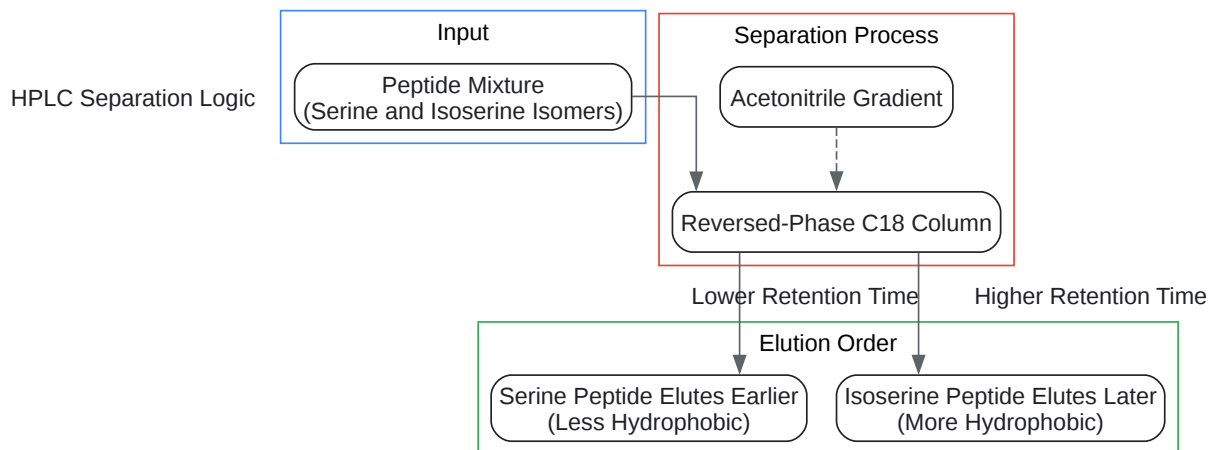 HPLC Separation Logic
Input
Peptide Mixture
(Serine and Isoserine Isomers)
Separation Process
Acetonitrile Gradient
Reversed-Phase C18 Column
Lower Retention Time
Higher Retention Time
Elution Order
Serine Peptide Elutes Earlier
(Less Hydrophobic)
Isoserine Peptide Elutes Later
(More Hydrophobic)